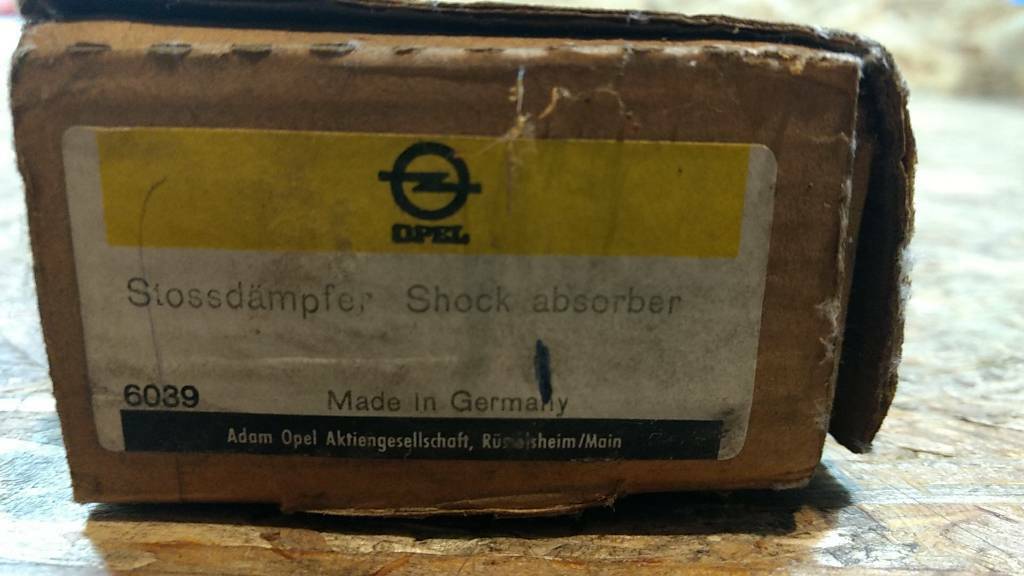 OPEL
Stossdämpfer Shock absorber
6039
Made in Germany
Adam Opel Aktiengesellschaft, Rüsselsheim/Main